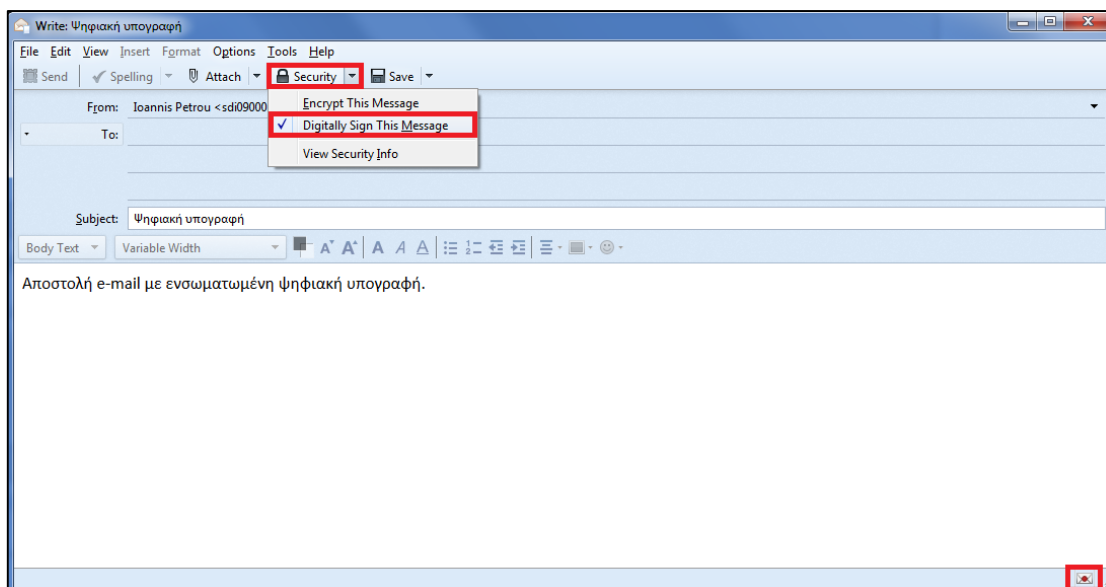 Write: Ψηφιακή υπογραφή
File Edit View Insert Format Options Tools Help
Send Spelling Attach Security Save
From: Ioannis Petrou <sdi09000
Encrypt This Message
To:
Digitally Sign This Message
View Security Info
Subject: Ψηφιακή υπογραφή
Body Text Variable Width
Αποστολή e-mail με ενσωματωμένη ψηφιακή υπογραφή.